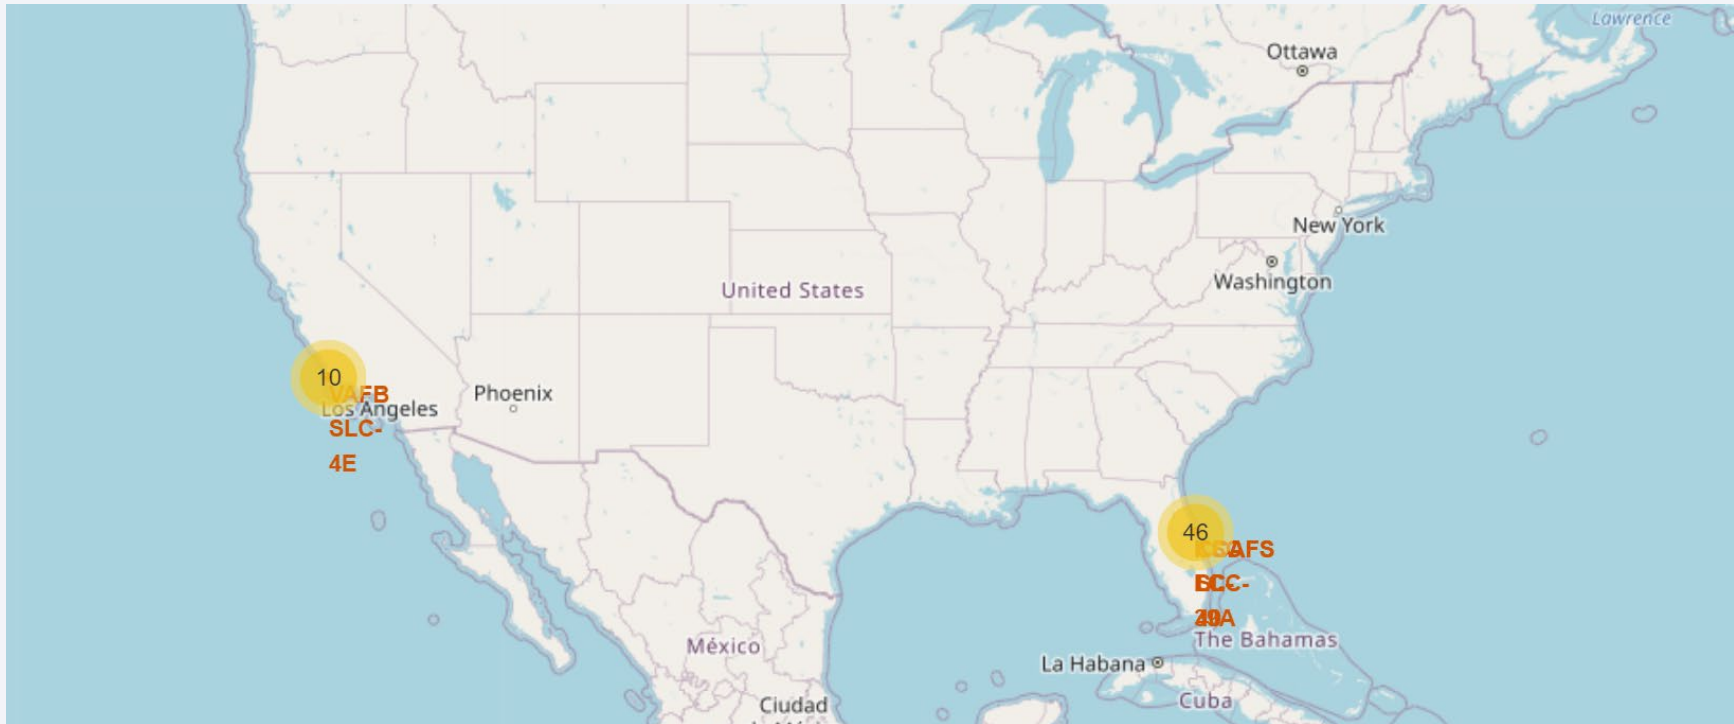 Lawrence
Ottawa
New York
Washington
United States
10
VAFB
Los Angeles
SLC-
4E
Phoenix
46
México
The Bahamas
La Habana
Cuba
Ciudad